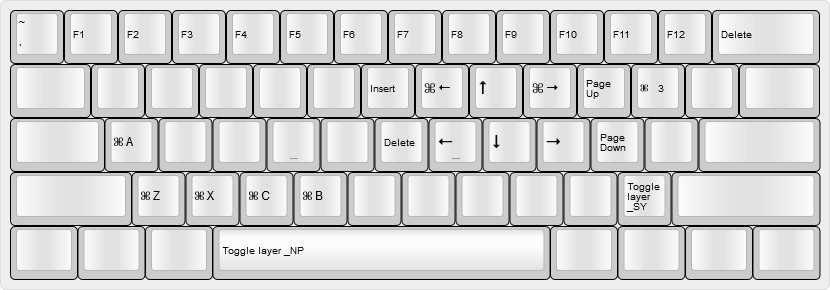 ~
` F1 F2 F3 F4 F5 F6 F7 F8 F9 F10 F11 F12 Delete
Insert ⌘← ↑ ⌘→ Page Up ⌘ 3
⌘A _ Delete ←_ ↓ → Page Down
⌘Z ⌘X ⌘C ⌘B Toggle layer _SY
Toggle layer _NP